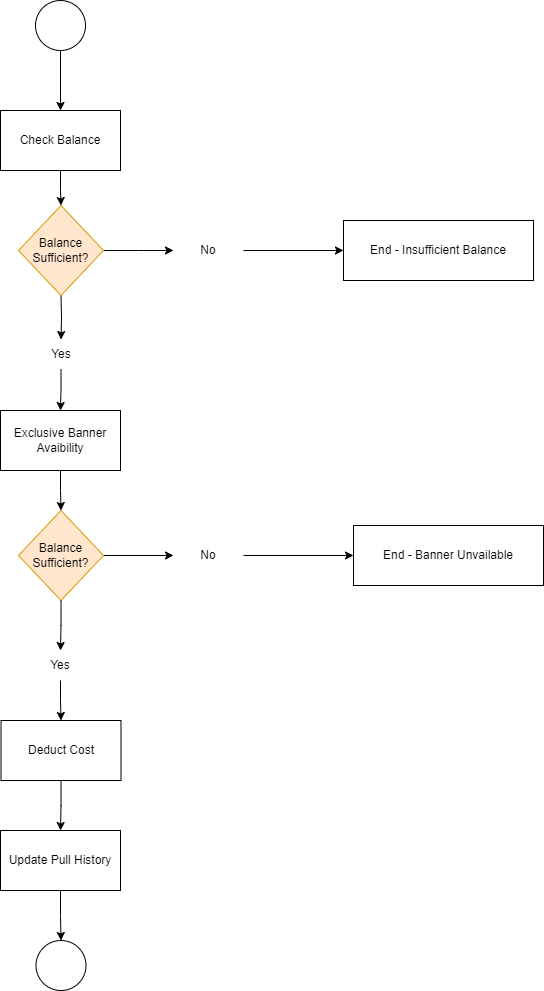 Check Balance
Balance
Sufficient?
No
End - Insufficient Balance
Yes
Exclusive Banner
Avaibility
Balance
Sufficient?
No
End - Banner Unvailable
Yes
Deduct Cost
Update Pull History